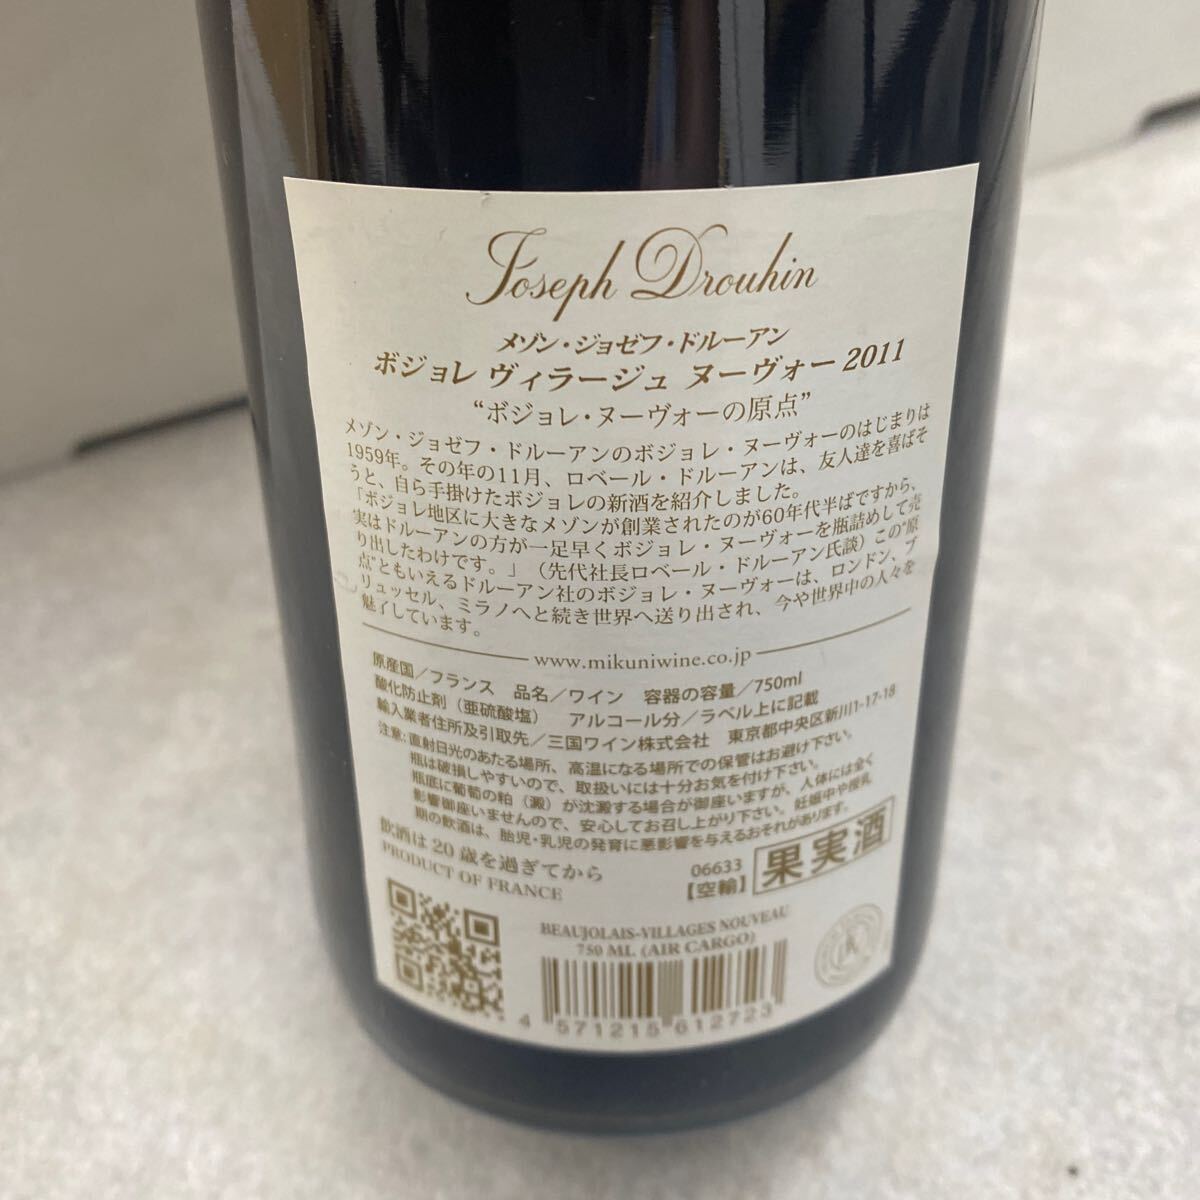 Joseph Drouhin
メゾン・ジョゼフ・ドルーアン
ボジョレ ヴィラージュ ヌーヴォー 2011
“ボジョレ・ヌーヴォーの原点”
メゾン・ジョゼフ・ドルーアンのボジョレ・ヌーヴォーのはじまりは
1959年。その年の11月、ロベール・ドルーアンは、友人達を喜ばそ
うと、自ら手掛けたボジョレの新酒を紹介しました。
「ボジョレ地区に大きなメゾンが創業されたのが60年代半ばですから、
実はドルーアンの方が一足早くボジョレ・ヌーヴォーを瓶詰めして売
り出したわけです。」（先代社長ロベール・ドルーアン氏談）この“原
点”ともいえるドルーアン社のボジョレ・ヌーヴォーは、ロンドン、ブ
リュッセル、ミラノへと続き世界へ送り出され、今や世界中の人々を
魅了しています。
www.mikuniwine.co.jp
原産国／フランス 品名／ワイン 容器の容量／750ml
酸化防止剤（亜硫酸塩） アルコール分／ラベル上に記載
輸入業者住所及引取先／三国ワイン株式会社 東京都中央区新川1-17-18
注意:直射日光のあたる場所、高温になる場所での保管はお避け下さい。
瓶は破損しやすいので、取扱いには十分お気を付け下さい。
瓶底に葡萄の粕（澱）が沈澱する場合が御座いますが、人体には全く
影響御座いませんので、安心してお召し上がり下さい。妊娠中や授乳
期の飲酒は、胎児・乳児の発育に悪影響を与えるおそれがあります。
飲酒は20歳を過ぎてから
PRODUCT OF FRANCE
06633
【空輸】
果実酒
BEAUJOLAIS-VILLAGES NOUVEAU
750 ML (AIR CARGO)
4 571215 612723